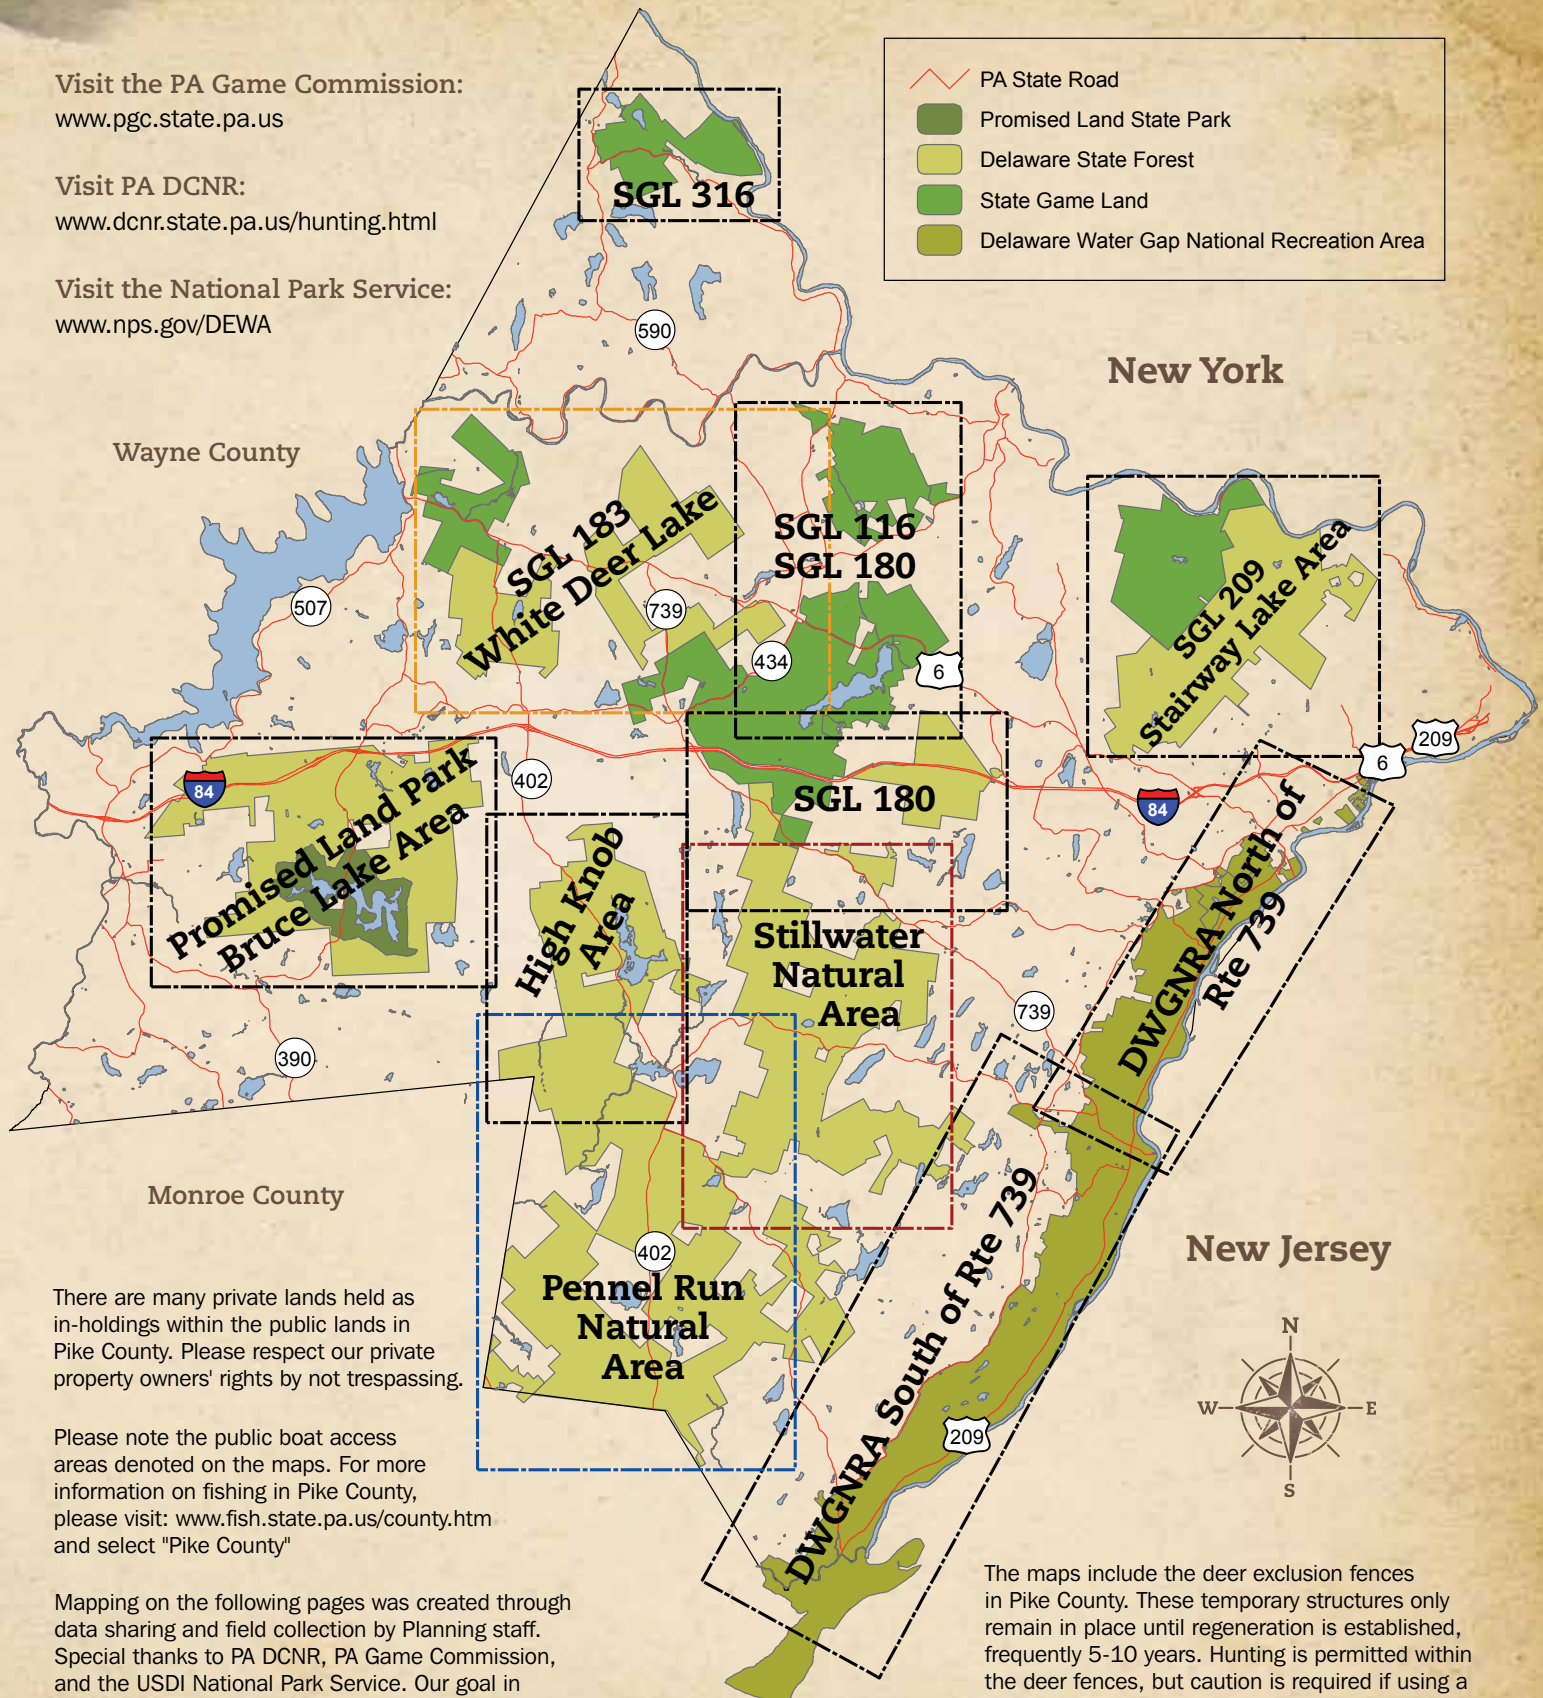 Visit the PA Game Commission:
www.pgc.state.pa.us
Visit PA DCNR:
www.dcnr.state.pa.us/hunting.html
Visit the National Park Service:
www.nps.gov/DEWA
PA State Road
Promised Land State Park
Delaware State Forest
State Game Land
Delaware Water Gap National Recreation Area
SGL 316
590
New York
Wayne County
SGL 183
White Deer Lake
SGL 116
SGL 180
SGL 209
Stairway Lake Area
507
739
434
6
209
6
84
402
84
SGL 180
Promised Land Park
Bruce Lake Area
High Knob
Area
Stillwater
Natural
Area
DWGNRA North of
Rte 739
739
390
Monroe County
DWGNRA South of Rte 739
New Jersey
402
Pennel Run
Natural
Area
209
N
W
E
S
There are many private lands held as
in-holdings within the public lands in
Pike County. Please respect our private
property owners' rights by not trespassing.
Please note the public boat access
areas denoted on the maps. For more
information on fishing in Pike County,
please visit: www.fish.state.pa.us/county.htm
and select "Pike County"
Mapping on the following pages was created through
data sharing and field collection by Planning staff.
Special thanks to PA DCNR, PA Game Commission,
and the USDI National Park Service. Our goal in
The maps include the deer exclusion fences
in Pike County. These temporary structures only
remain in place until regeneration is established,
frequently 5-10 years. Hunting is permitted within
the deer fences, but caution is required if using a